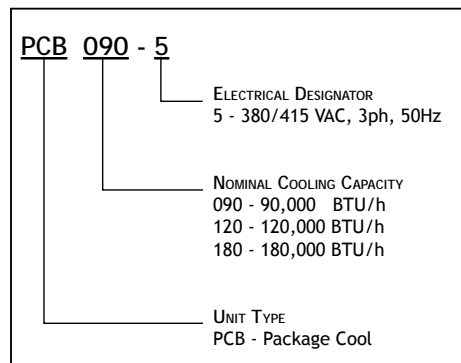 PCB 090 - 5
ELECTRICAL DESIGNATOR
5 - 380/415 VAC, 3ph, 50Hz
NOMINAL COOLING CAPACITY
090 - 90,000 BTU/h
120 - 120,000 BTU/h
180 - 180,000 BTU/h
UNIT TYPE
PCB - Package Cool